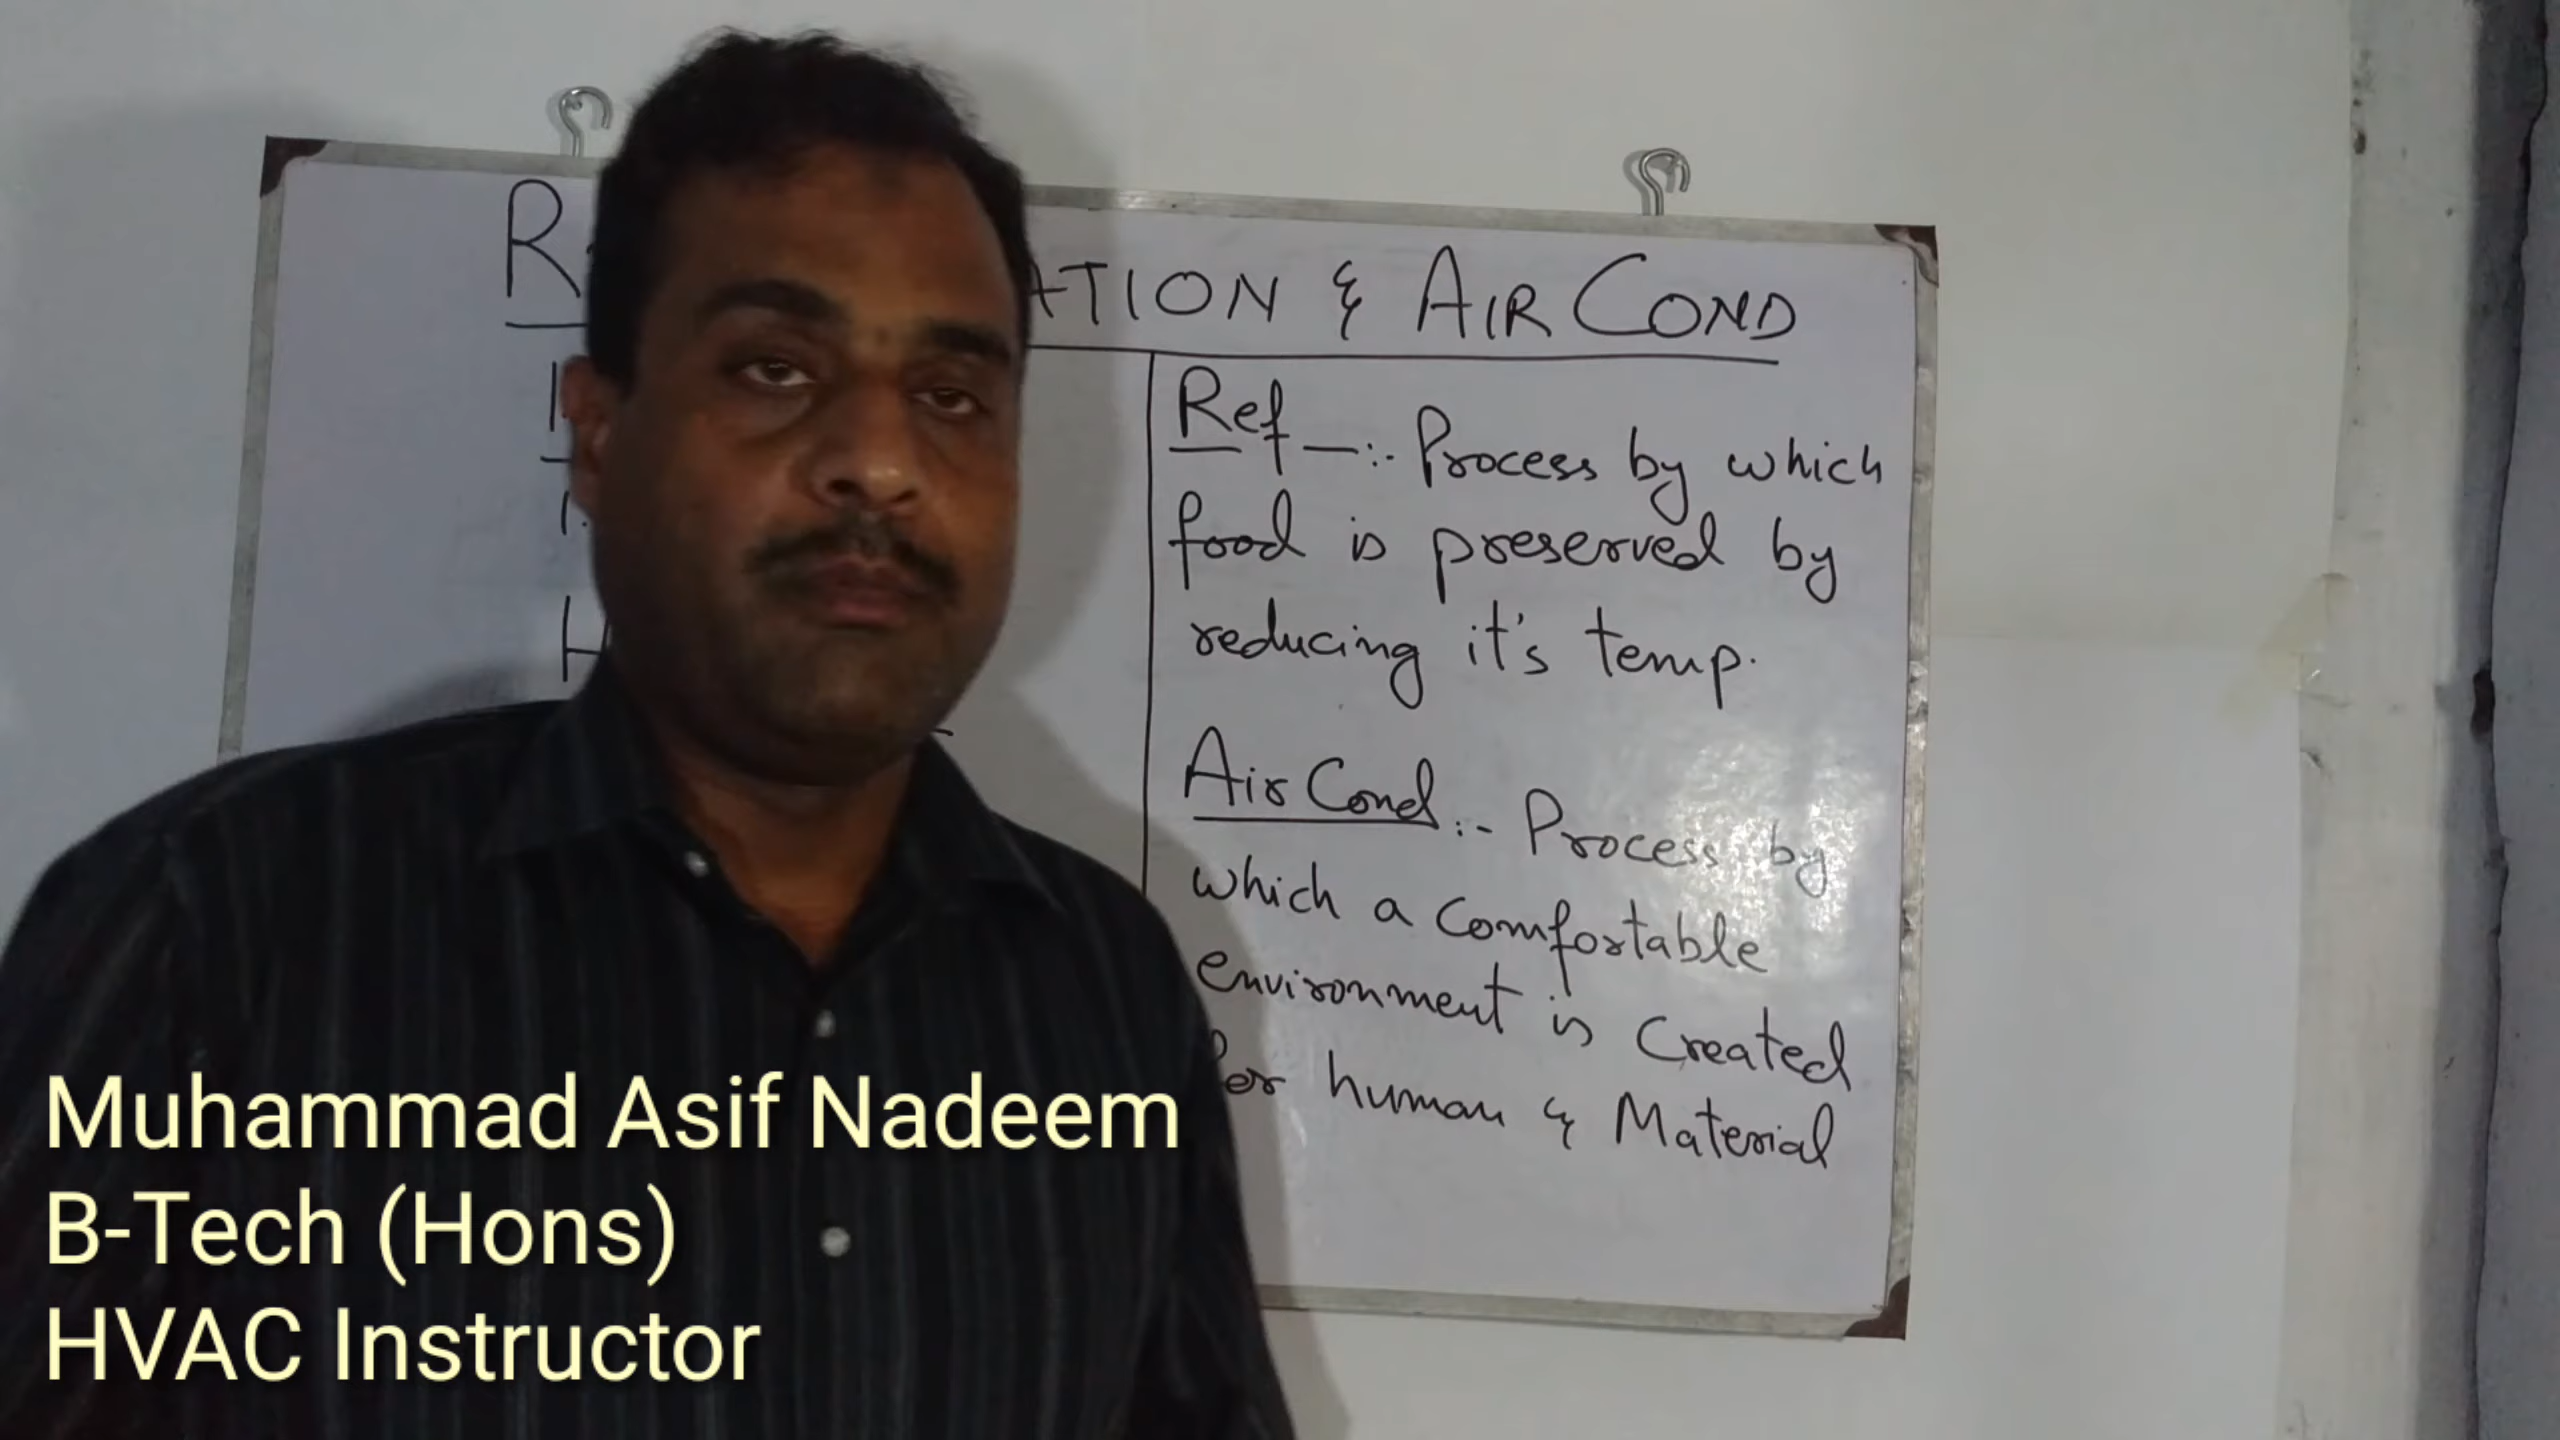 & AIR COND
Ref -:- Process by which
food is preserved by
reducing it's temp.
Air Cond :- Process by
which a Comfortable
environment is Created
for human & Material
Muhammad Asif Nadeem
B-Tech (Hons)
HVAC Instructor